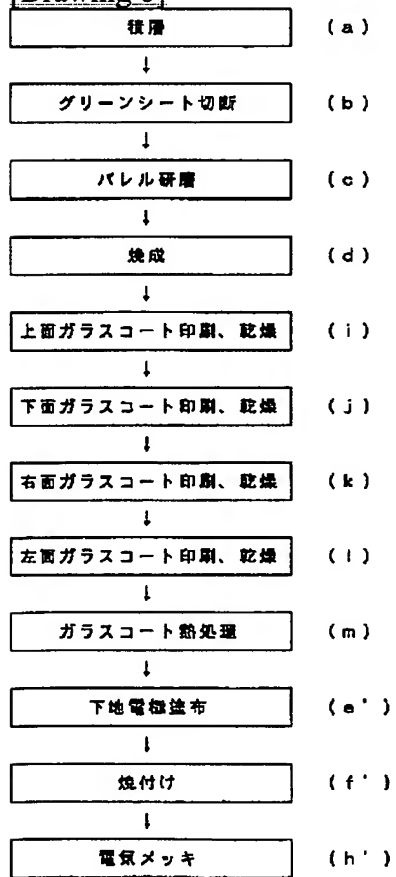 積層 (a)
↓
グリーンシート切断 (b)
↓
バレル研磨 (c)
↓
焼成 (d)
↓
上面ガラスコート印刷、乾燥 (i)
↓
下面ガラスコート印刷、乾燥 (j)
↓
右面ガラスコート印刷、乾燥 (k)
↓
左面ガラスコート印刷、乾燥 (l)
↓
ガラスコート熱処理 (m)
↓
下地電極塗布 (e')
↓
焼付け (f')
↓
電気メッキ (h')